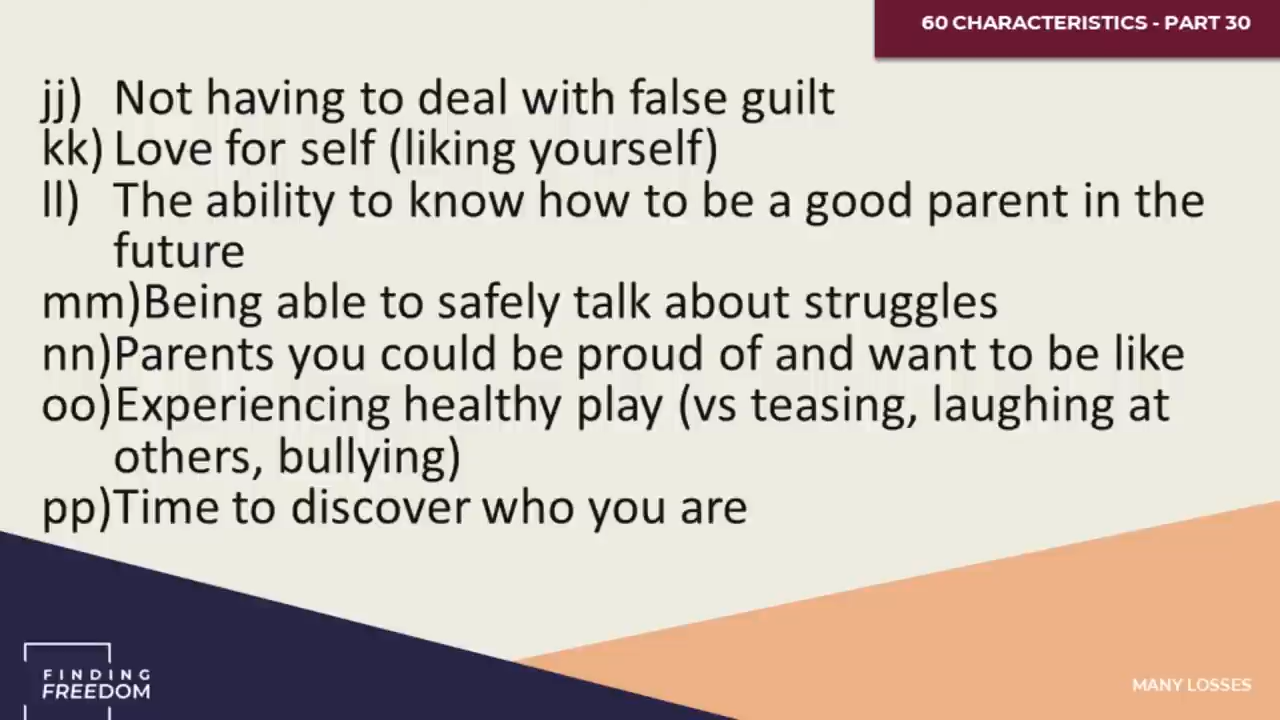 60 CHARACTERISTICS - PART 30
jj) Not having to deal with false guilt
kk) Love for self (liking yourself)
ll) The ability to know how to be a good parent in the
future
mm)Being able to safely talk about struggles
nn)Parents you could be proud of and want to be like
oo)Experiencing healthy play (vs teasing, laughing at
others, bullying)
pp)Time to discover who you are
FINDING
FREEDOM
MANY LOSSES